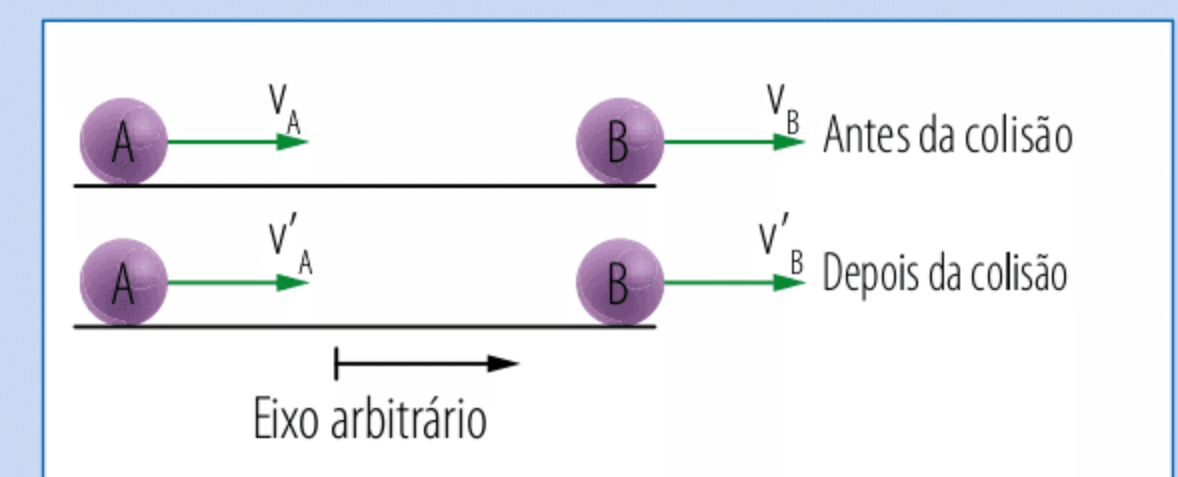 A V_A B V_B Antes da colisão
A V'_A B V'_B Depois da colisão
Eixo arbitrário